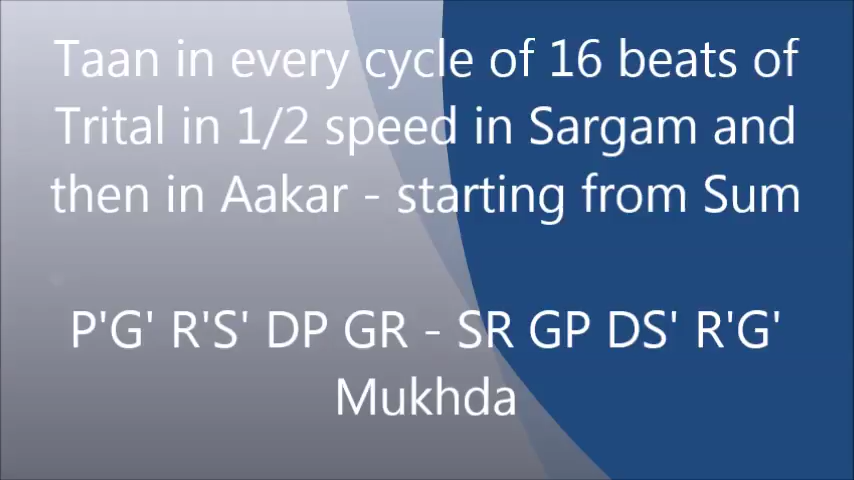 Taan in every cycle of 16 beats of
Trital in 1/2 speed in Sargam and
then in Aakar - starting from Sum
P'G' R'S' DP GR - SR GP DS' R'G'
Mukhda